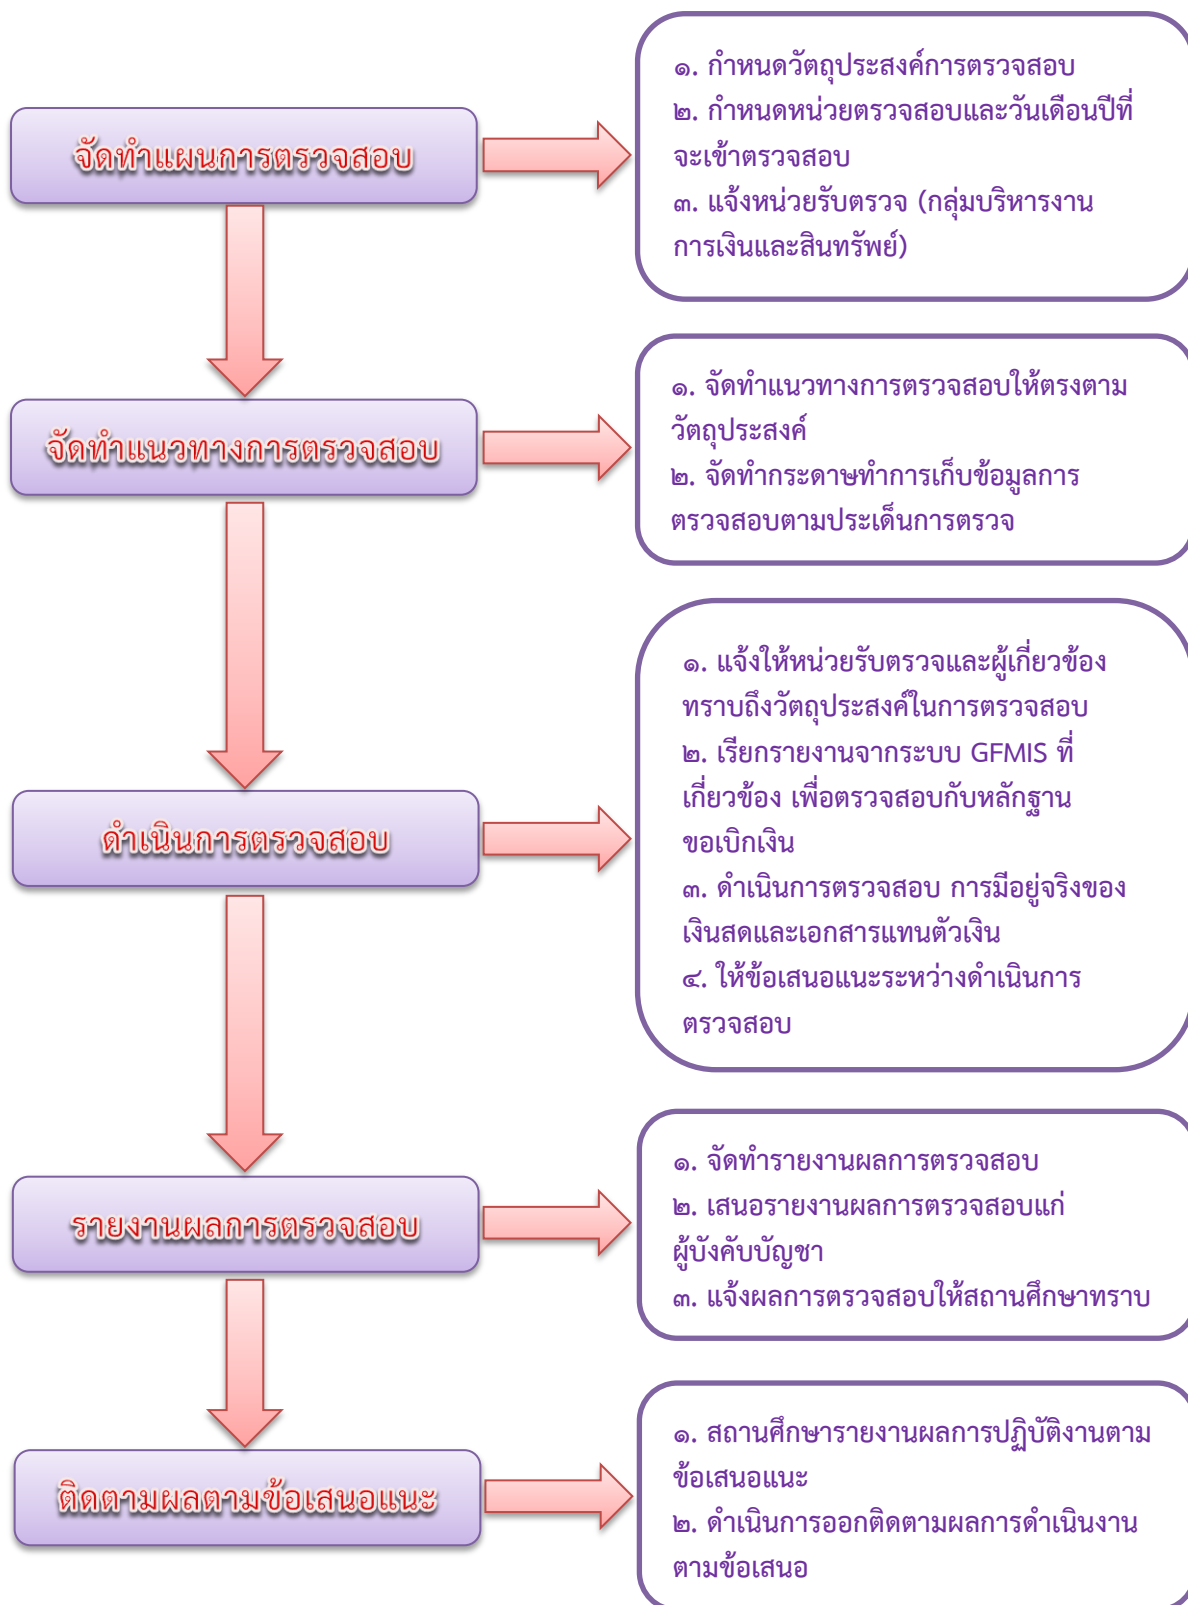 จัดทำแผนการตรวจสอบ
๑. กำหนดวัตถุประสงค์การตรวจสอบ
๒. กำหนดหน่วยตรวจสอบและวันเดือนปีที่
จะเข้าตรวจสอบ
๓. แจ้งหน่วยรับตรวจ (กลุ่มบริหารงาน
การเงินและสินทรัพย์)
จัดทำแนวทางการตรวจสอบ
๑. จัดทำแนวทางการตรวจสอบให้ตรงตาม
วัตถุประสงค์
๒. จัดทำกระดาษทำการเก็บข้อมูลการ
ตรวจสอบตามประเด็นการตรวจ
ดำเนินการตรวจสอบ
๑. แจ้งให้หน่วยรับตรวจและผู้เกี่ยวข้อง
ทราบถึงวัตถุประสงค์ในการตรวจสอบ
๒. เรียกรายงานจากระบบ GFMIS ที่
เกี่ยวข้อง เพื่อตรวจสอบกับหลักฐาน
ขอเบิกเงิน
๓. ดำเนินการตรวจสอบ การมีอยู่จริงของ
เงินสดและเอกสารแทนตัวเงิน
๔. ให้ข้อเสนอแนะระหว่างดำเนินการ
ตรวจสอบ
รายงานผลการตรวจสอบ
๑. จัดทำรายงานผลการตรวจสอบ
๒. เสนอรายงานผลการตรวจสอบแก่
ผู้บังคับบัญชา
๓. แจ้งผลการตรวจสอบให้สถานศึกษาทราบ
ติดตามผลตามข้อเสนอแนะ
๑. สถานศึกษารายงานผลการปฏิบัติงานตาม
ข้อเสนอแนะ
๒. ดำเนินการออกติดตามผลการดำเนินงาน
ตามข้อเสนอ